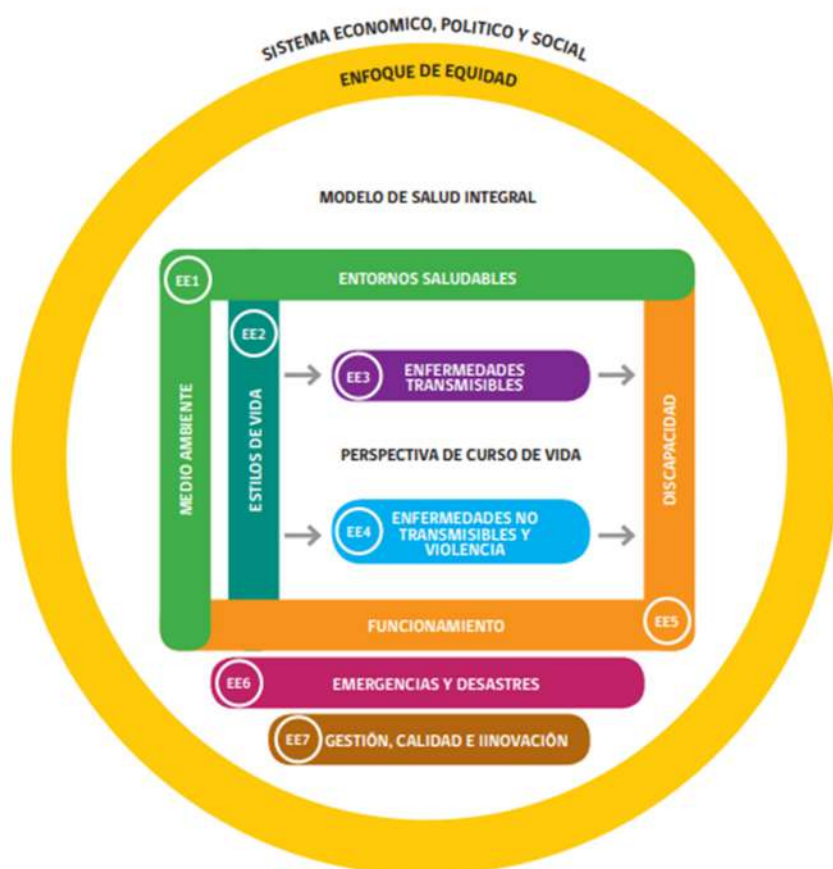 SISTEMA ECONOMICO, POLITICO Y SOCIAL
ENFOQUE DE EQUIDAD
MODELO DE SALUD INTEGRAL
EE1
ENTORNOS SALUDABLES
MEDIO AMBIENTE
EE2
ESTILOS DE VIDA
EE3
ENFERMEDADES
TRANSMISIBLES
PERSPECTIVA DE CURSO DE VIDA
EE4
ENFERMEDADES NO
TRANSMISIBLES Y
VIOLENCIA
DISCAPACIDAD
FUNCIONAMIENTO
EE5
EE6
EMERGENCIAS Y DESASTRES
EE7
GESTIÓN, CALIDAD E IINOVACIÓN